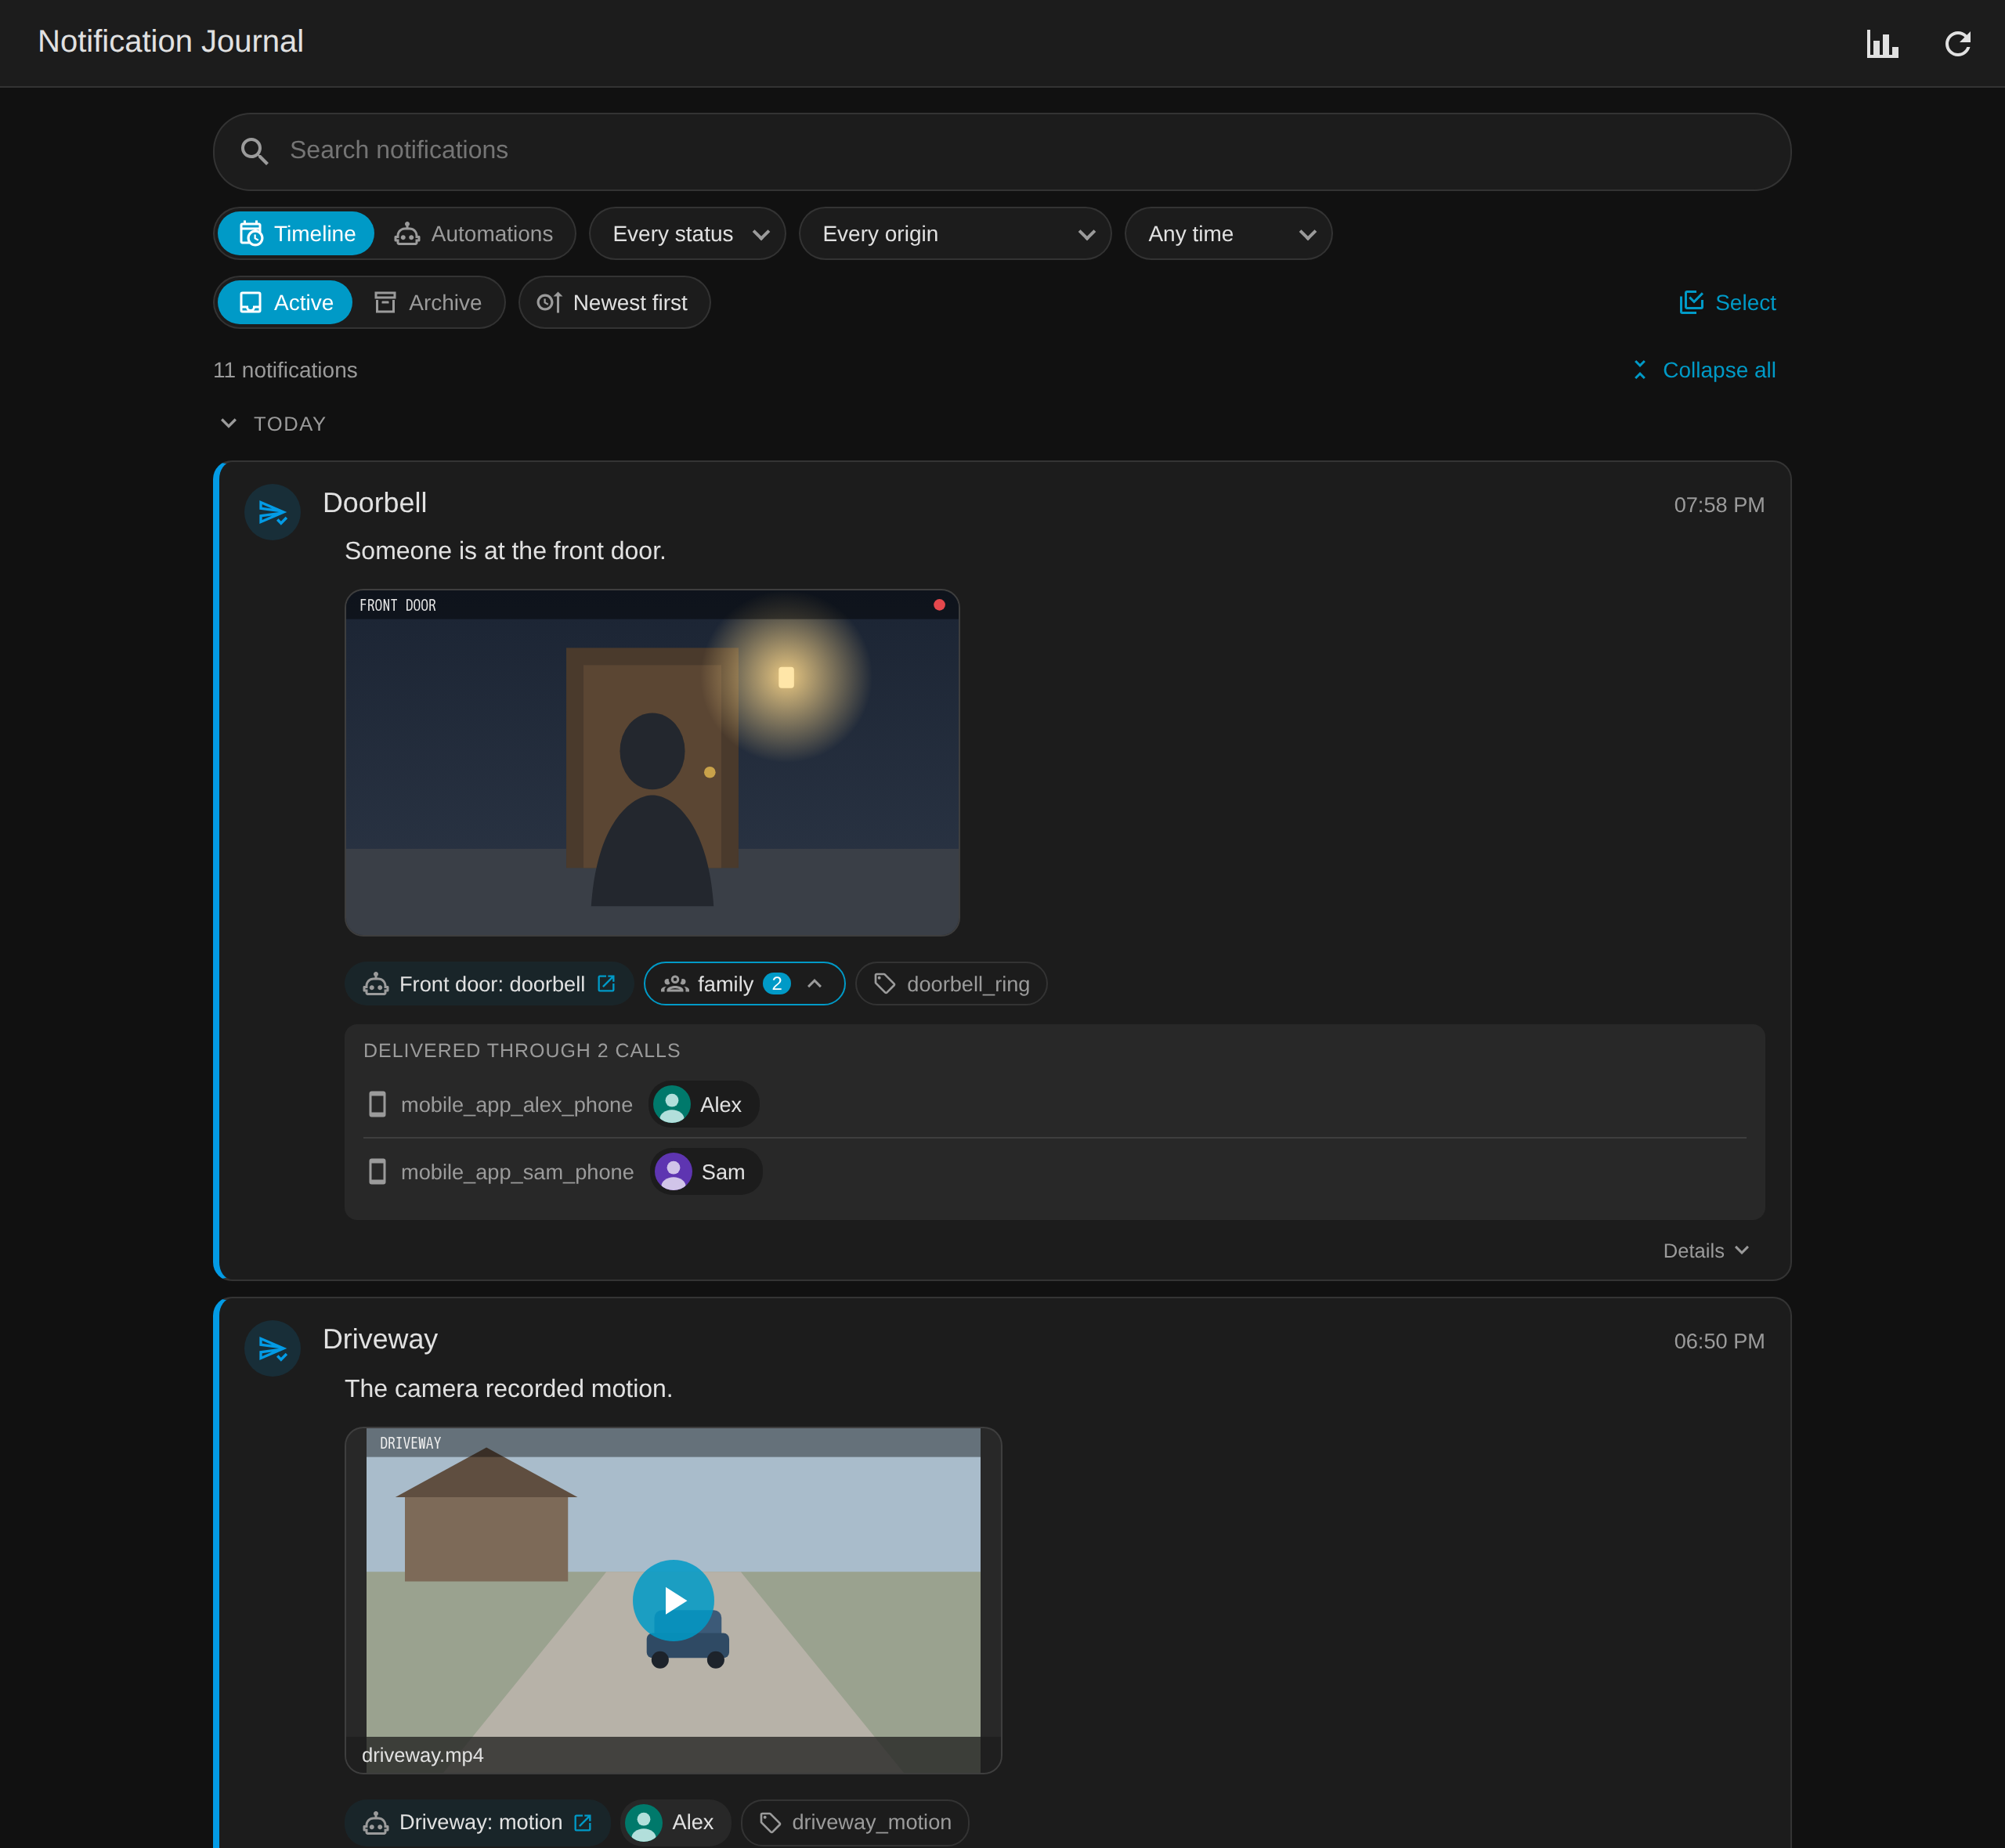 Notification Journal
Search notifications
Timeline Automations Every status Every origin Any time
Active Archive Newest first Select
11 notifications Collapse all
TODAY
Doorbell 07:58 PM
Someone is at the front door.
FRONT DOOR
Front door: doorbell family 2 doorbell_ring
DELIVERED THROUGH 2 CALLS
mobile_app_alex_phone Alex
mobile_app_sam_phone Sam
Details
Driveway 06:50 PM
The camera recorded motion.
DRIVEWAY
driveway.mp4
Driveway: motion Alex driveway_motion